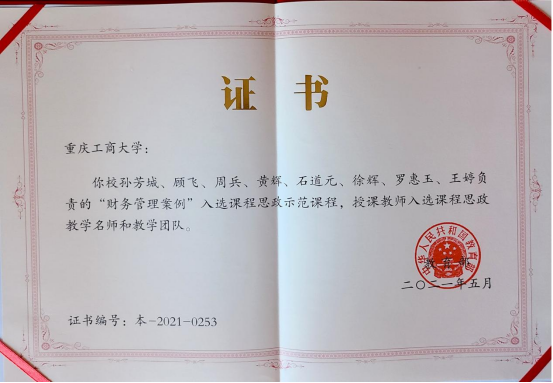 证 书
重庆工商大学：
你校孙芳城、顾飞、周兵、黄辉、石道元、徐辉、罗惠玉、王婷负
责的“财务管理案例”入选课程思政示范课程，授课教师入选课程思政
教学名师和教学团队。
中华人民共和国教育部
教育部
二〇二一年五月
证书编号：本-2021-0253